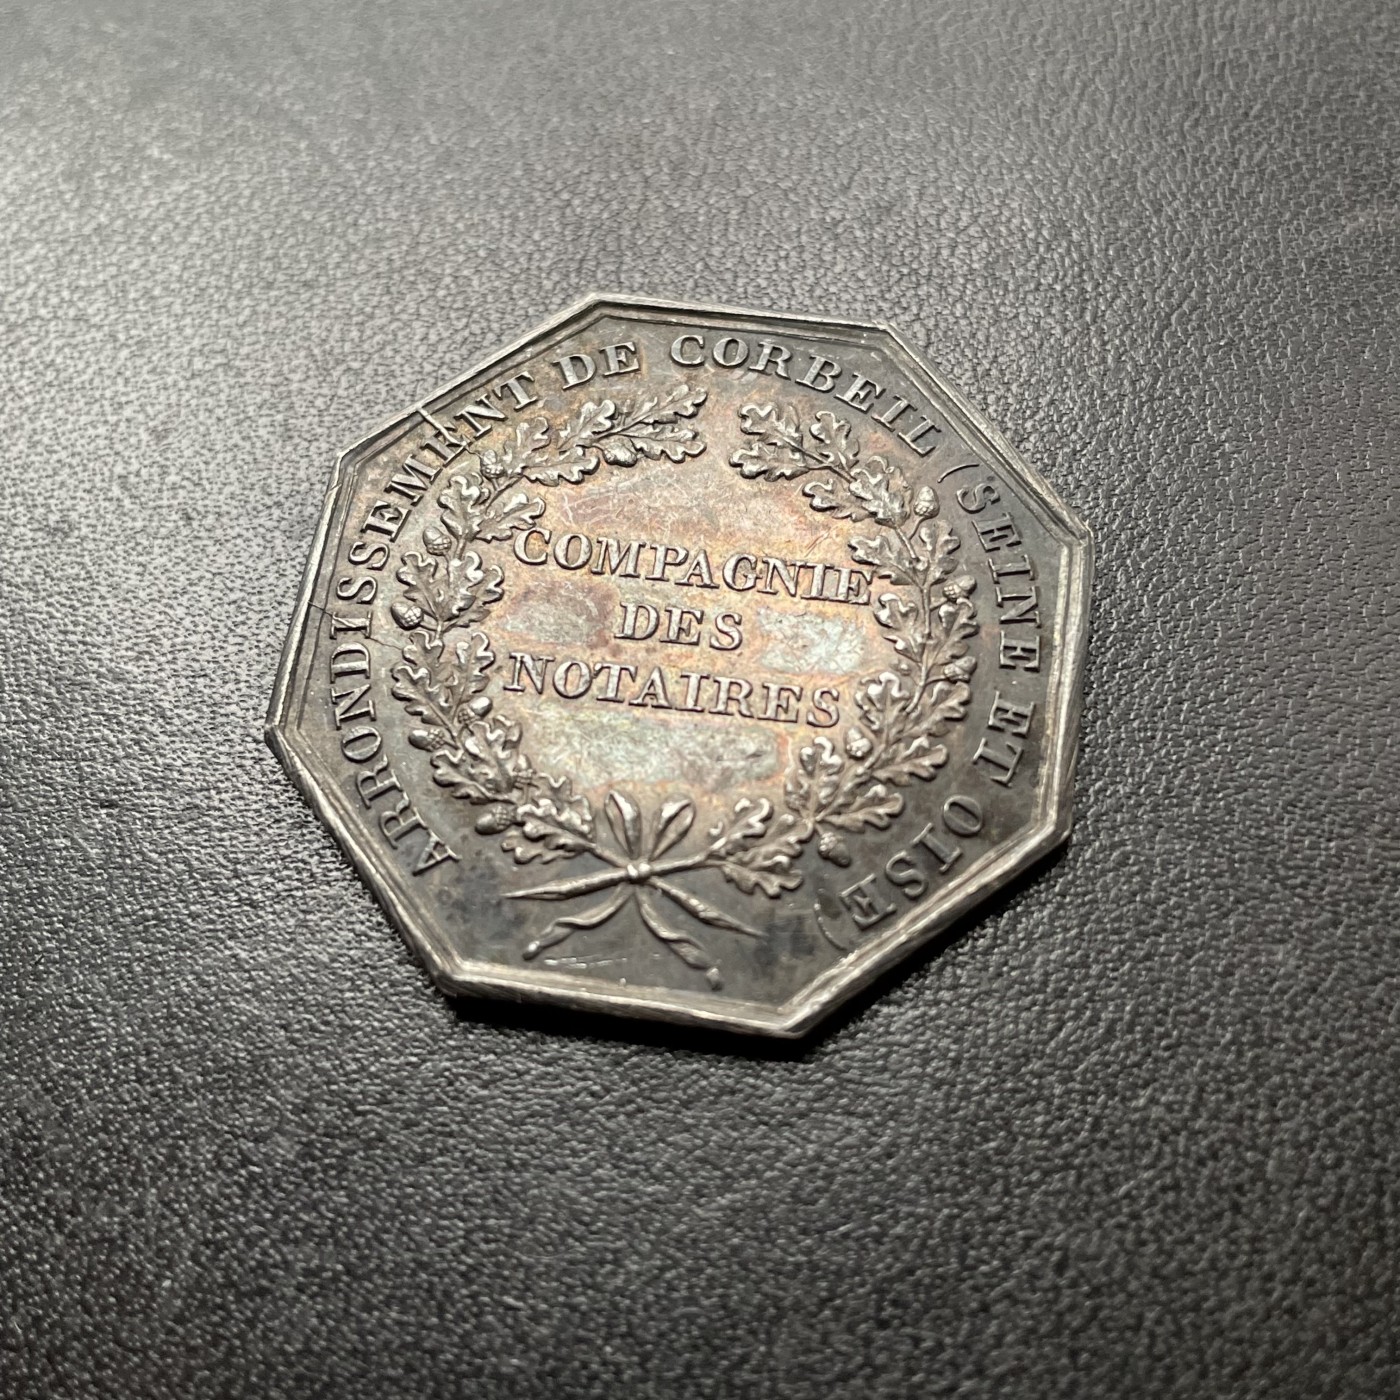 ARRONDISSEMENT DE CORBEIL (SEINE ET OISE)
COMPAGNIE
DES
NOTAIRES